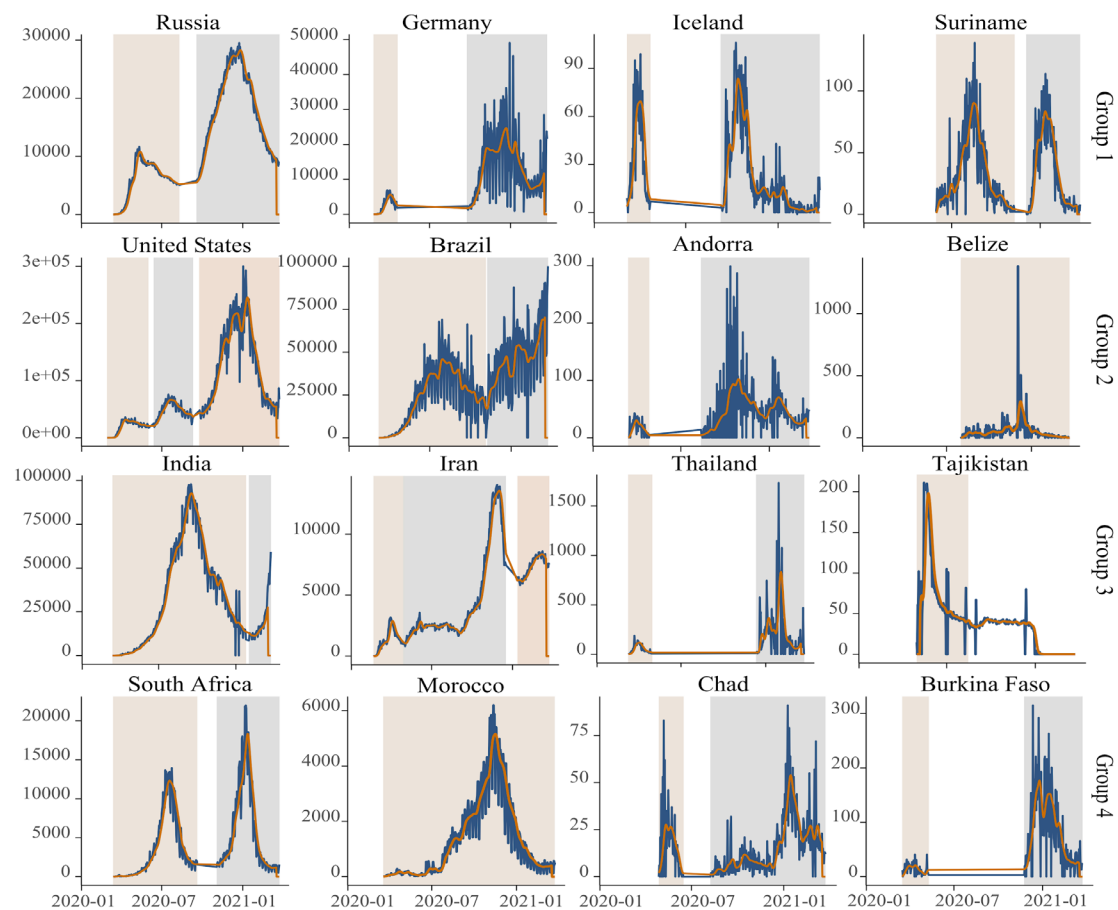 Russia Germany Iceland Suriname
30000 50000 90 100
20000 40000 60 50
10000 30000 30 0
0 20000 0
10000
0
Group 1
United States Brazil Andorra Belize
3e+05 100000 300 1000
2e+05 75000 200 500
1e+05 50000 100 0
0e+00 25000 0
0
Group 2
India Iran Thailand Tajikistan
100000 10000 1500 200
75000 5000 1000 150
50000 0 500 100
25000 0 50
0 0
Group 3
South Africa Morocco Chad Burkina Faso
20000 6000 75 300
15000 4000 50 200
10000 2000 25 100
5000 0 0 0
0
Group 4
2020-01 2020-07 2021-01 2020-07 2021-01 2020-01 2020-07 2021-01 2020-01 2020-07 2021-01